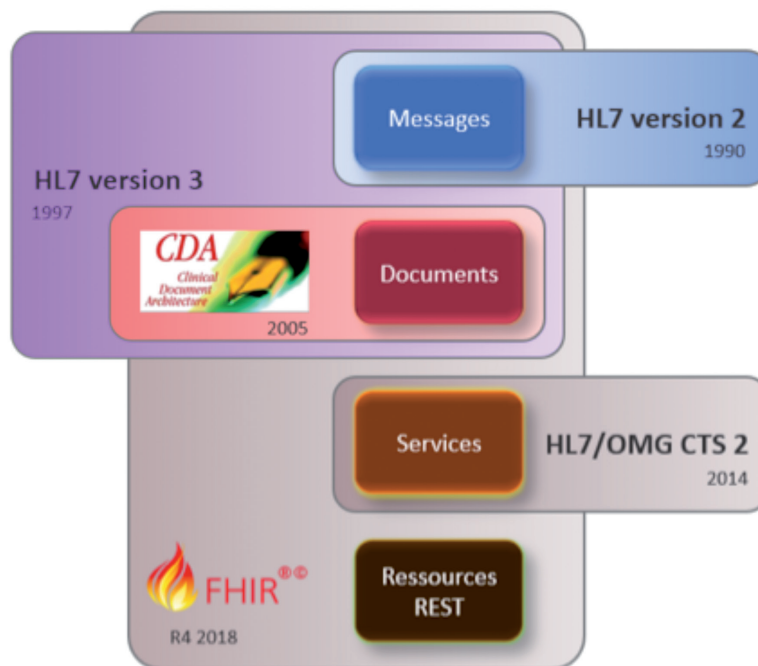 Messages
HL7 version 2
1990
HL7 version 3
1997
CDA
Clinical
Document
Architecture
2005
Documents
Services
HL7/OMG CTS 2
2014
FHIR®©
R4 2018
Ressources
REST